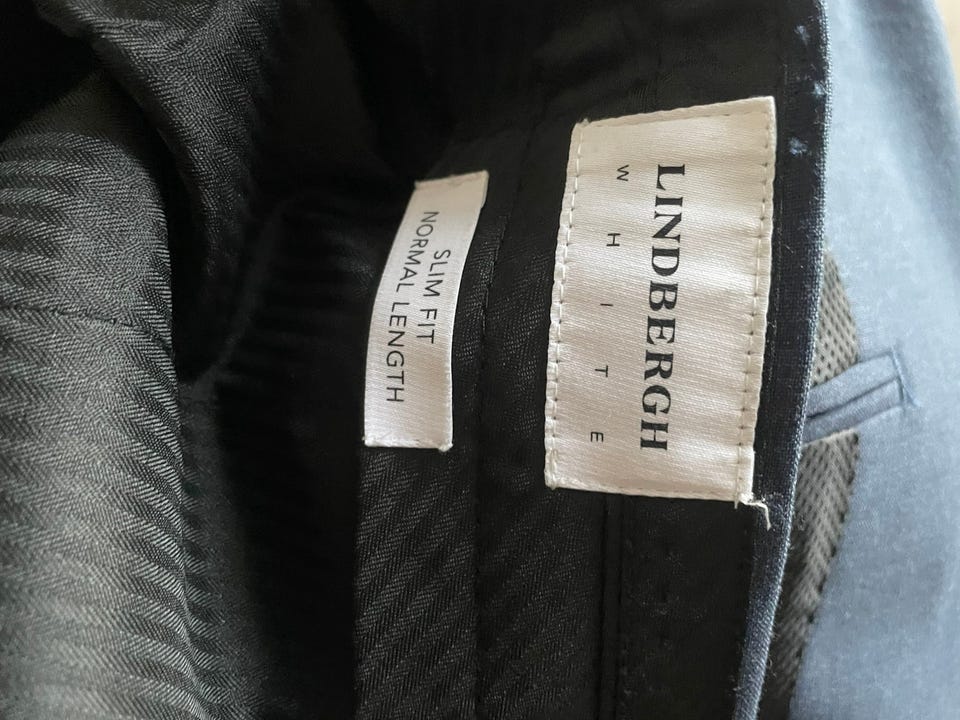 LINDBERGH
WHITE
SLIM FIT
NORMAL LENGTH